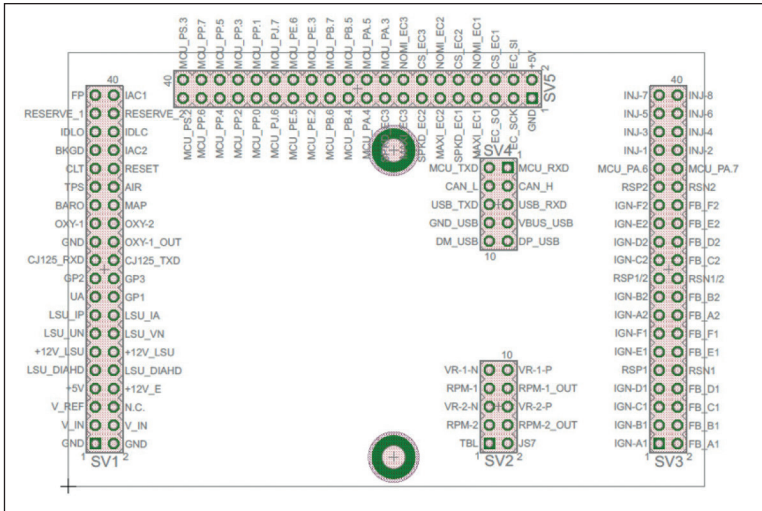 MCU_PS.3
MCU_PP.7
MCU_PP.5
MCU_PP.3
MCU_PP.1
MCU_PJ.7
MCU_PE.6
MCU_PE.3
MCU_PB.7
MCU_PB.5
MCU_PA.5
MCU_PA.3
NOMI_EC3
CS_EC3
NOMI_EC2
CS_EC2
NOMI_EC1
CS_EC1
EC_SI
+5V
40
2
1
SV5
MCU_PS.2
MCU_PP.6
MCU_PP.4
MCU_PP.2
MCU_PP.0
MCU_PJ.6
MCU_PE.5
MCU_PE.2
MCU_PB.6
MCU_PB.4
MCU_PA.4
SPKD_EC2
MAXI_EC2
SPKD_EC1
MAXI_EC1
EC_SO
EC_SCK
GND
40
FP IAC1
RESERVE_1 RESERVE_2
IDLO IDLC
BKGD IAC2
CLT RESET
TPS AIR
BARO MAP
OXY-1 OXY-2
GND OXY-1_OUT
CJ125_RXD CJ125_TXD
GP2 GP3
UA GP1
LSU_IP LSU_IA
LSU_UN LSU_VN
+12V_LSU +12V_LSU
LSU_DIAHD LSU_DIAHD
+5V +12V_E
V_REF N.C.
V_IN V_IN
GND GND
1 2
SV1
SV4
1
MCU_TXD MCU_RXD
CAN_L CAN_H
USB_TXD USB_RXD
GND_USB VBUS_USB
DM_USB DP_USB
10
10
VR-1-N VR-1-P
RPM-1 RPM-1_OUT
VR-2-N VR-2-P
RPM-2 RPM-2_OUT
TBL JS7
1 2
SV2
40
INJ-7 INJ-8
INJ-5 INJ-6
INJ-3 INJ-4
INJ-1 INJ-2
MCU_PA.6 MCU_PA.7
RSP2 RSN2
IGN-F2 FB_F2
IGN-E2 FB_E2
IGN-D2 FB_D2
IGN-C2 FB_C2
RSP1/2 RSN1/2
IGN-B2 FB_B2
IGN-A2 FB_A2
IGN-F1 FB_F1
IGN-E1 FB_E1
RSP1 RSN1
IGN-D1 FB_D1
IGN-C1 FB_C1
IGN-B1 FB_B1
IGN-A1 FB_A1
1 2
SV3